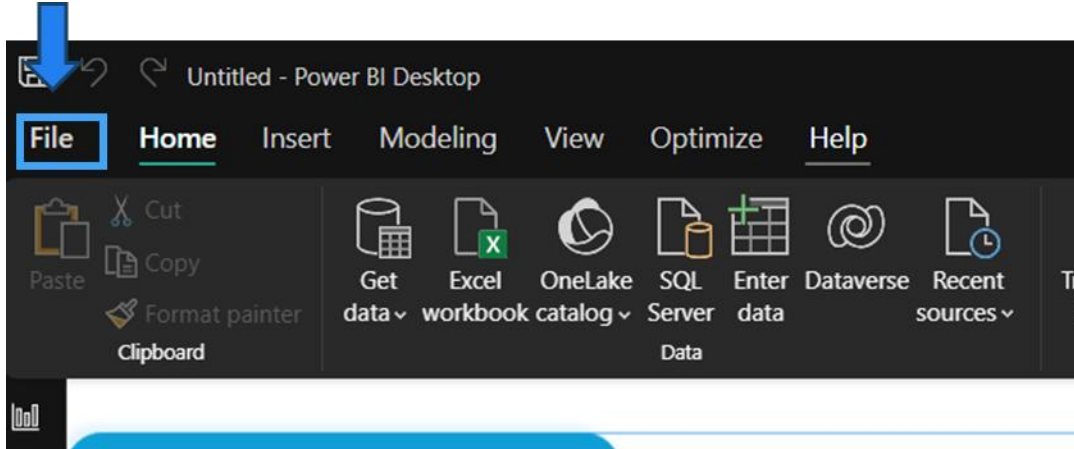 Untitled - Power BI Desktop
File Home Insert Modeling View Optimize Help
Cut
Copy
Paste
Format painter
Clipboard
Get data
Excel workbook
OneLake catalog
SQL Server
Enter data
Dataverse
Recent sources
Data